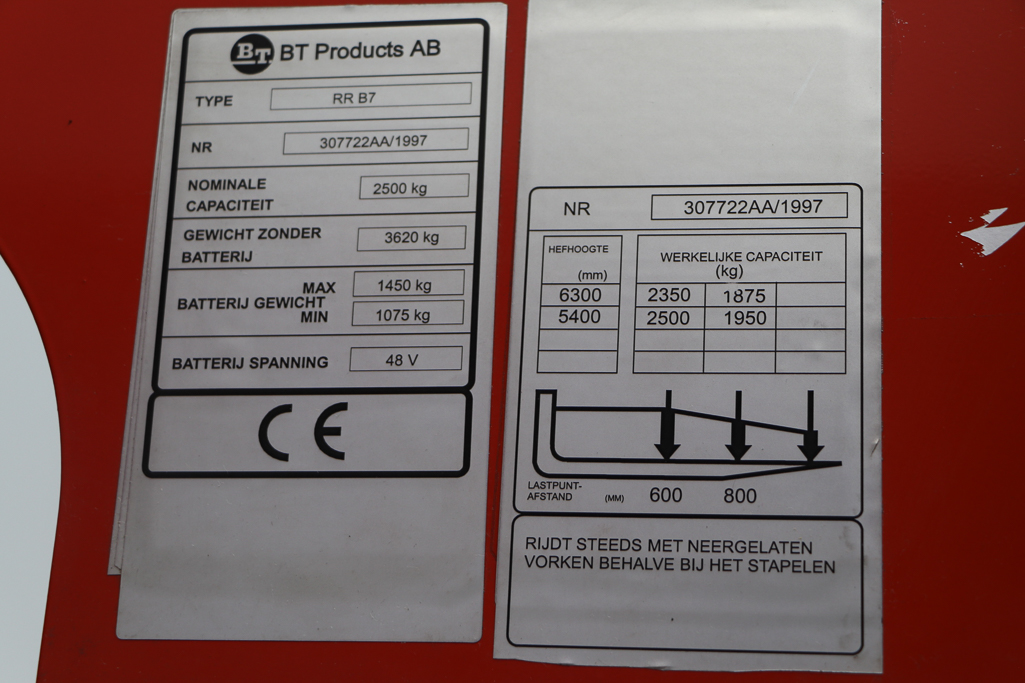 BT BT Products AB
TYPE RR B7
NR 307722AA/1997
NOMINALE
CAPACITEIT 2500 kg
GEWICHT ZONDER
BATTERIJ 3620 kg
MAX 1450 kg
BATTERIJ GEWICHT
MIN 1075 kg
BATTERIJ SPANNING 48 V
CE
NR 307722AA/1997
HEFHOOGTE
(mm)
WERKELIJKE CAPACITEIT
(kg)
6300 2350 1875
5400 2500 1950
LASTPUNT-
AFSTAND (MM) 600 800
RIJDT STEEDS MET NEERGELATEN
VORKEN BEHALVE BIJ HET STAPELEN